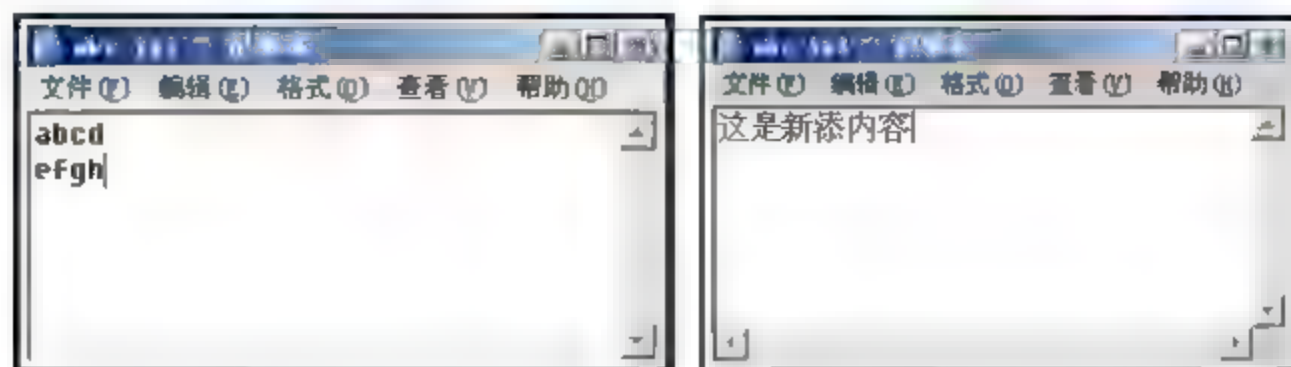 文件(F) 编辑(E) 格式(O) 查看(V) 帮助(H)
abcd
efgh
文件(F) 编辑(E) 格式(O) 查看(V) 帮助(H)
这是新添内容